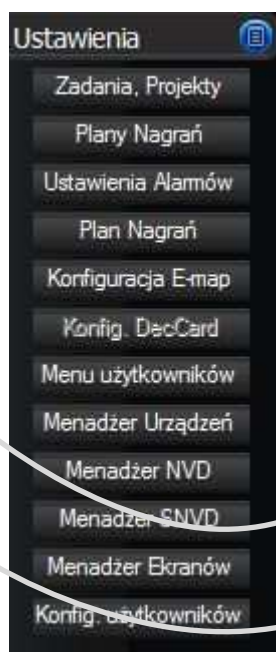 Ustawienia
Zadania, Projekty
Plany Nagrań
Ustawienia Alarmów
Plan Nagrań
Konfiguracja E-map
Konfig. DecCard
Menu użytkowników
Menadżer Urządzeń
Menadżer NVD
Menadżer SNVD
Menadżer Ekranów
Konfig. użytkowników